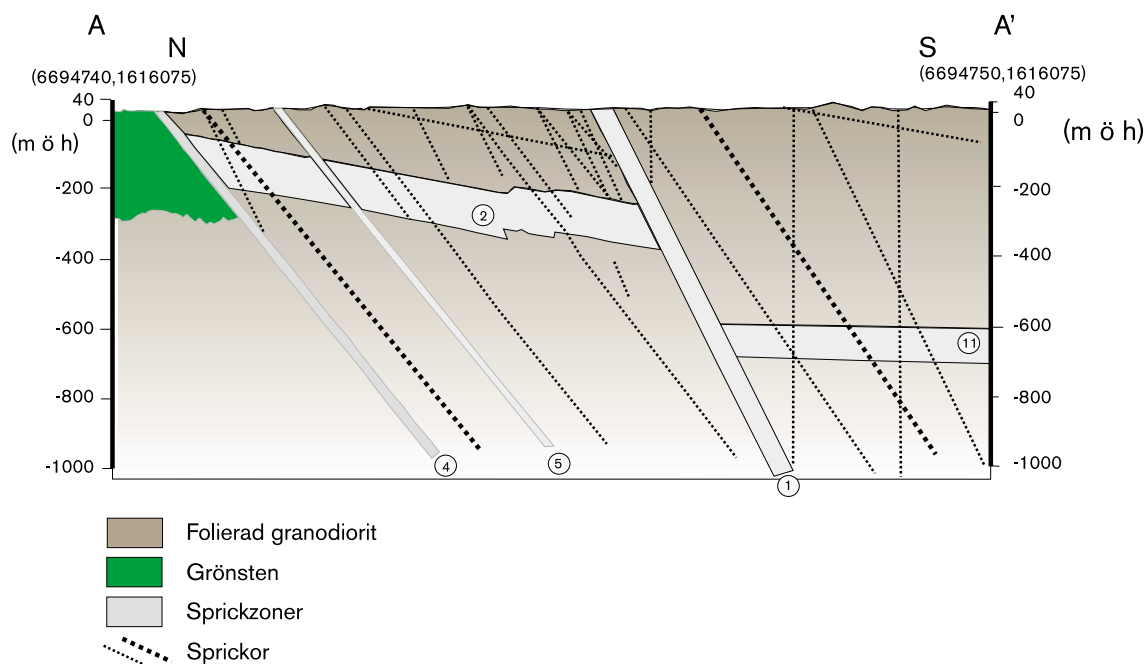 A
A'
N
S
(6694740,1616075)
(6694750,1616075)
40
0
(m ö h)
-200
-400
-600
-800
-1000
40
0
(m ö h)
-200
-400
-600
-800
-1000
2
11
4
5
1
Folierad granodiorit
Grönsten
Sprickzoner
Sprickor